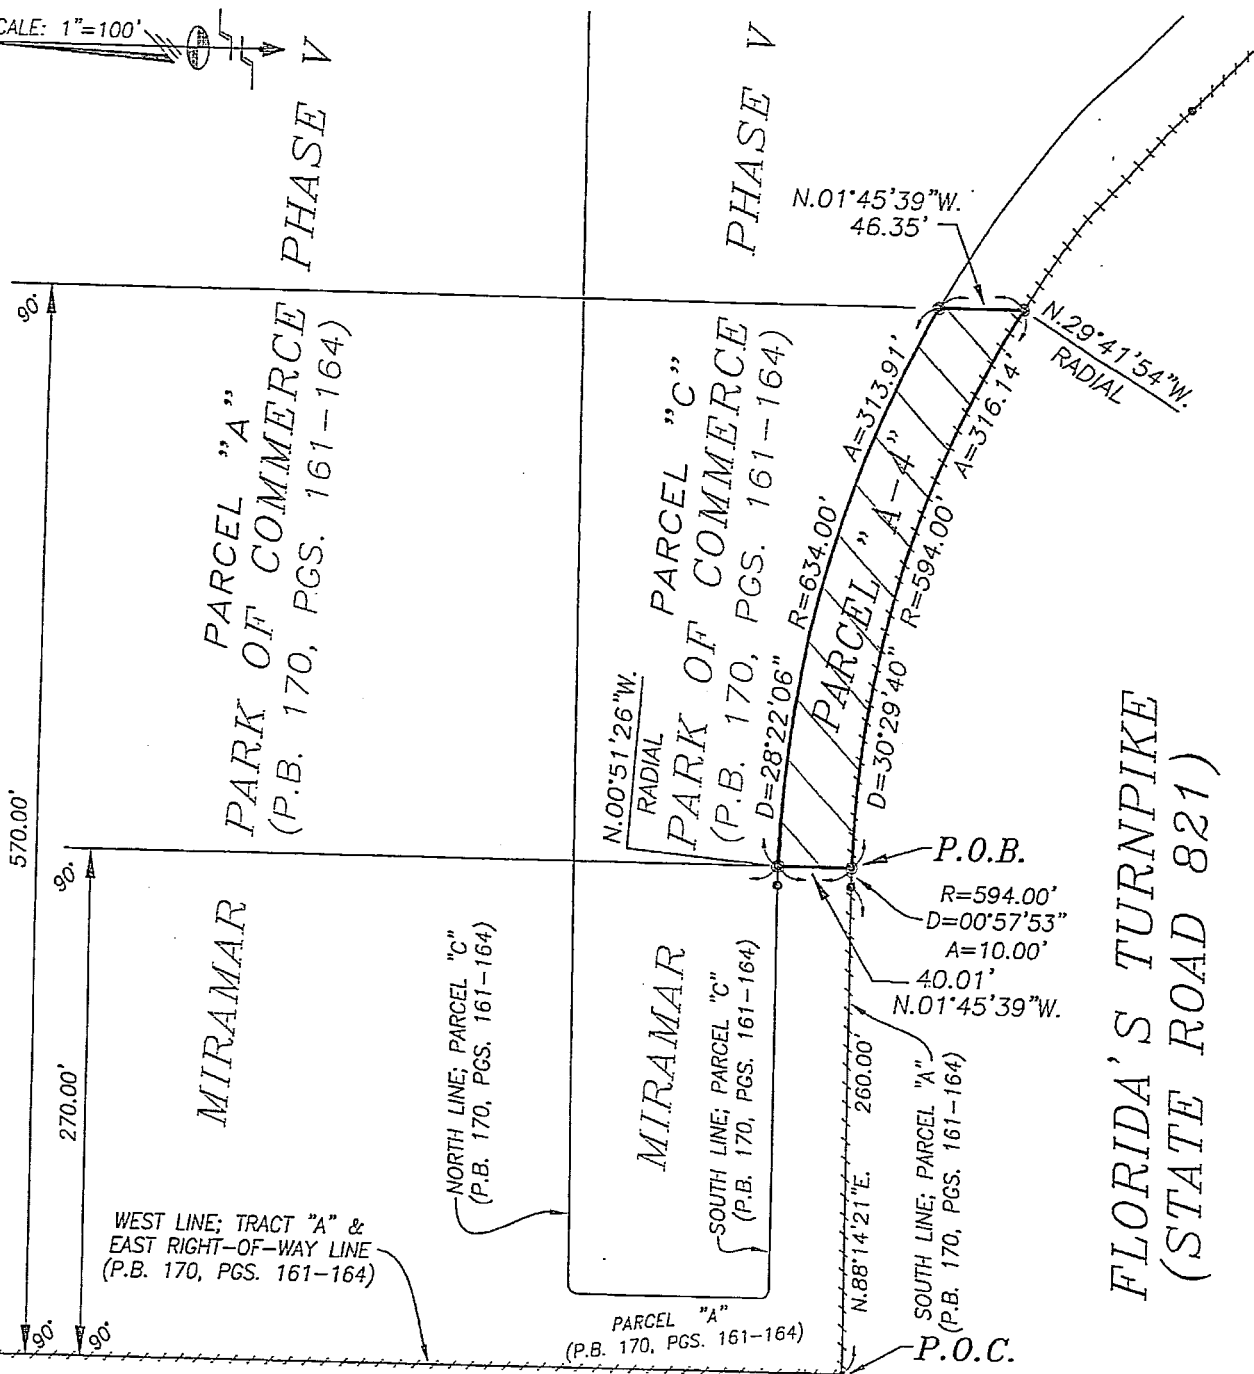 SCALE: 1"=100'
N.01°45'39"W.
46.35'
90°
570.00'
PARCEL "A"
PARK OF COMMERCE PHASE V
(P.B. 170, PGS. 161-164)
PARCEL "C"
PARK OF COMMERCE PHASE V
(P.B. 170, PGS. 161-164)
N.29°41'54"W.
RADIAL
A=313.91'
R=634.00'
D=28°22'06"
PARCEL "A-4"
A=316.14'
R=594.00'
D=30°29'40"
N.00°51'26"W.
RADIAL
90°
270.00'
MIRAMAR
MIRAMAR
P.O.B.
R=594.00'
D=00°57'53"
A=10.00'
40.01'
N.01°45'39"W.
NORTH LINE; PARCEL "C"
(P.B. 170, PGS. 161-164)
SOUTH LINE; PARCEL "C"
(P.B. 170, PGS. 161-164)
N.88°14'21"E. 260.00'
SOUTH LINE; PARCEL "A"
(P.B. 170, PGS. 161-164)
WEST LINE; TRACT "A" &
EAST RIGHT-OF-WAY LINE
(P.B. 170, PGS. 161-164)
90°
90°
PARCEL "A"
(P.B. 170, PGS. 161-164)
P.O.C.
FLORIDA'S TURNPIKE
(STATE ROAD 821)